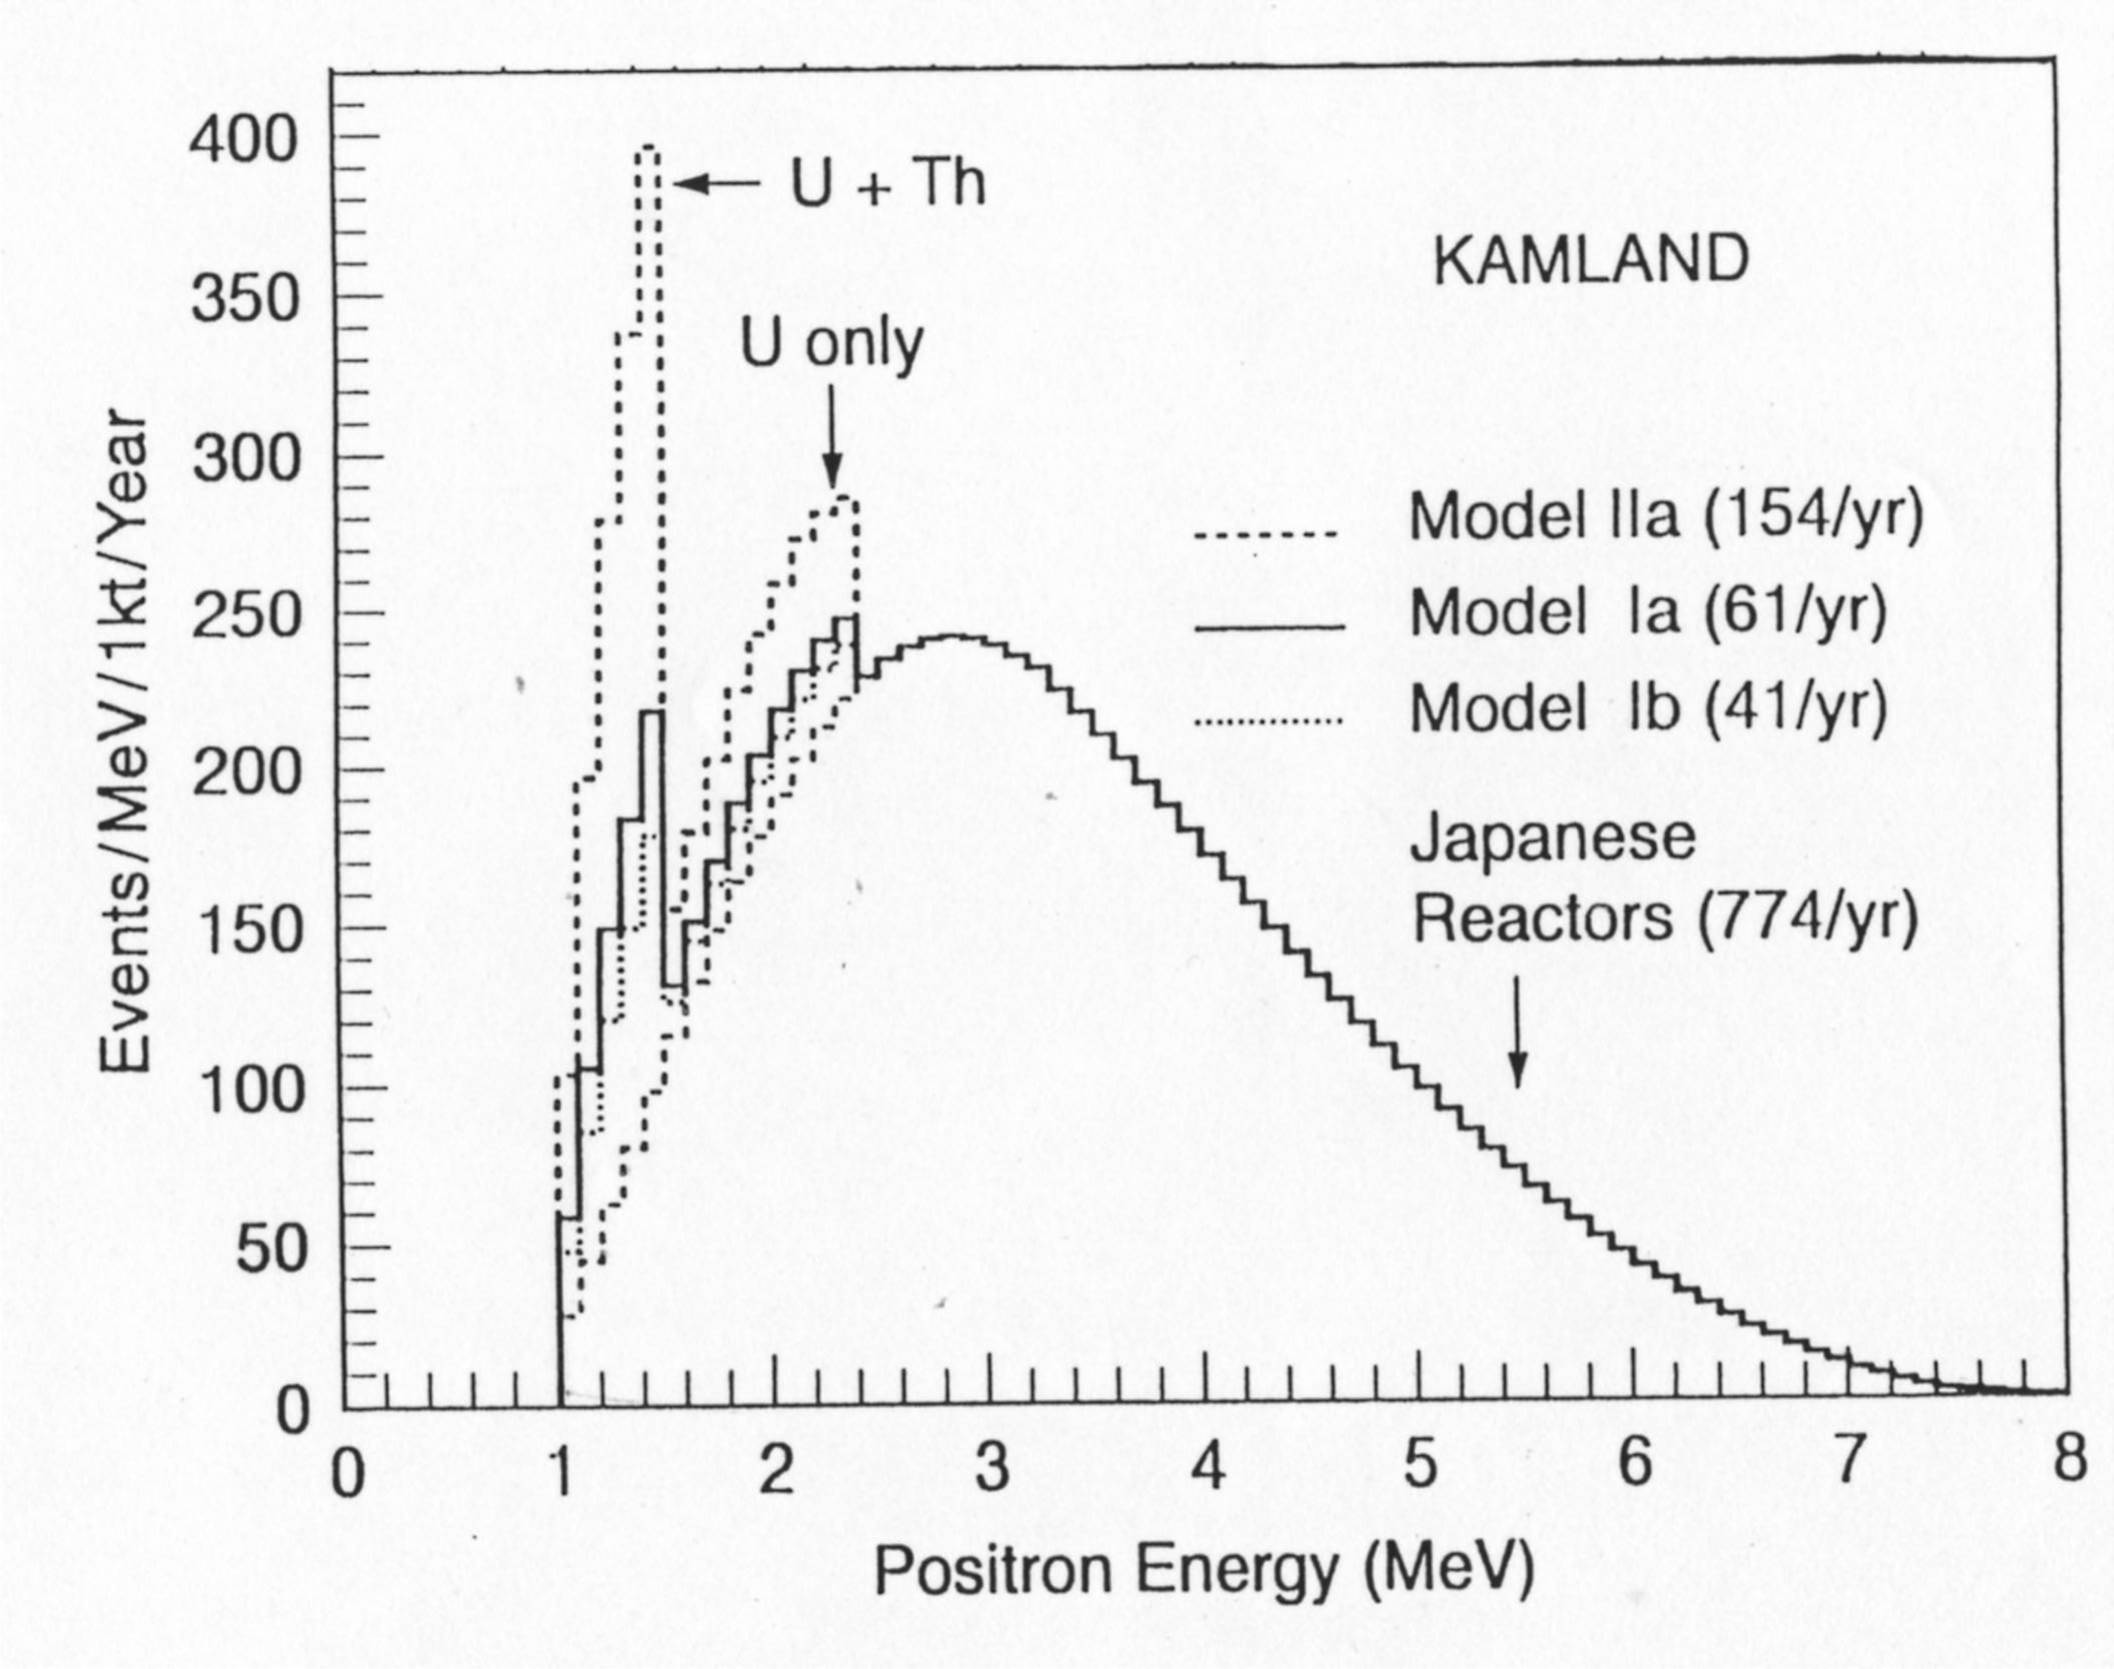 400
350
300
250
200
150
100
50
0
Events/MeV/1kt/Year
U + Th
U only
KAMLAND
Model IIa (154/yr)
Model Ia (61/yr)
Model Ib (41/yr)
Japanese
Reactors (774/yr)
0 1 2 3 4 5 6 7 8
Positron Energy (MeV)